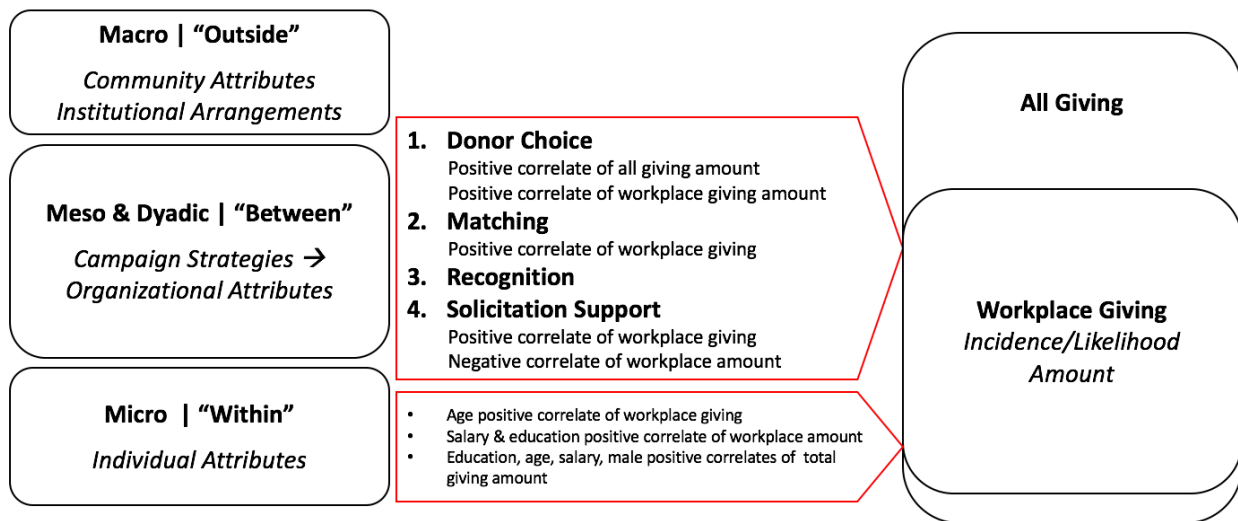 Macro | “Outside”
Community Attributes
Institutional Arrangements
Meso & Dyadic | “Between”
Campaign Strategies →
Organizational Attributes
Micro | “Within”
Individual Attributes
1. Donor Choice
Positive correlate of all giving amount
Positive correlate of workplace giving amount
2. Matching
Positive correlate of workplace giving
3. Recognition
4. Solicitation Support
Positive correlate of workplace giving
Negative correlate of workplace amount
• Age positive correlate of workplace giving
• Salary & education positive correlate of workplace amount
• Education, age, salary, male positive correlates of total
giving amount
All Giving
Workplace Giving
Incidence/Likelihood
Amount